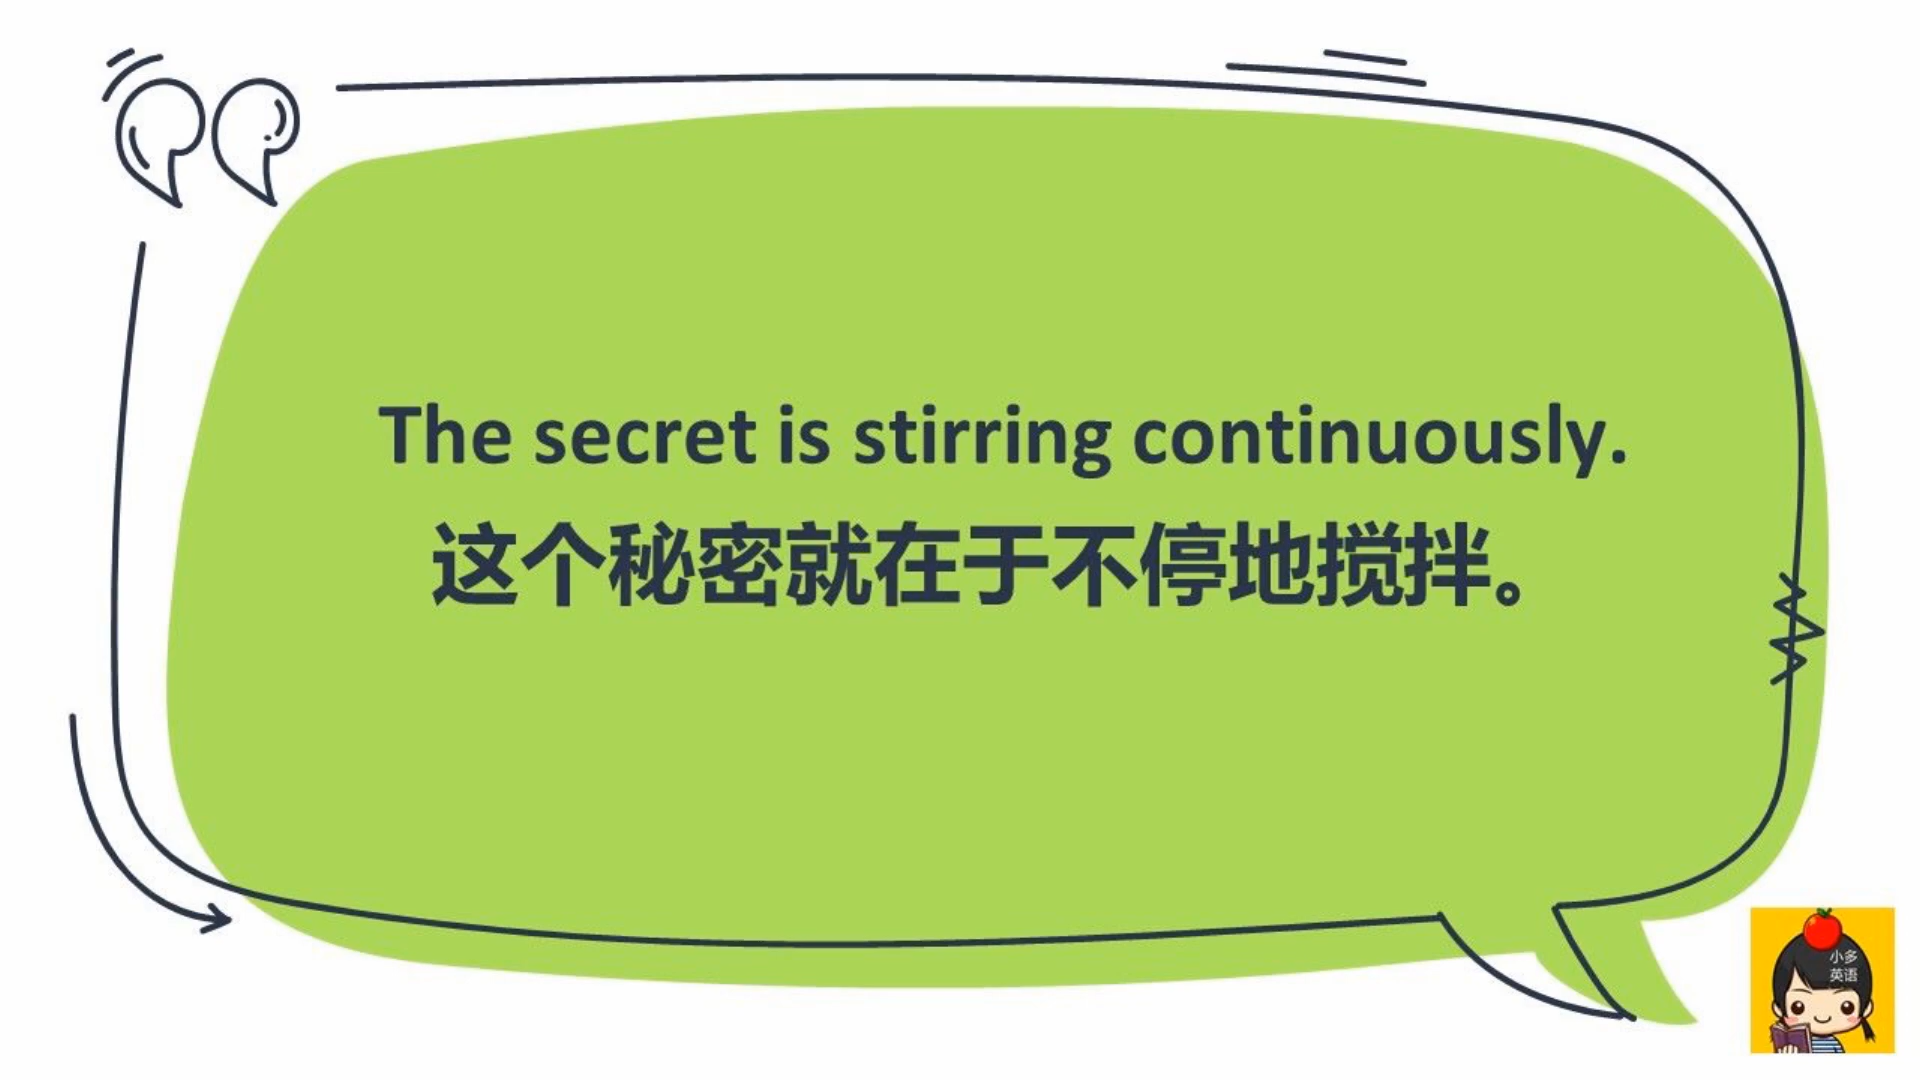 The secret is stirring continuously.
这个秘密就在于不停地搅拌。
小多
英语